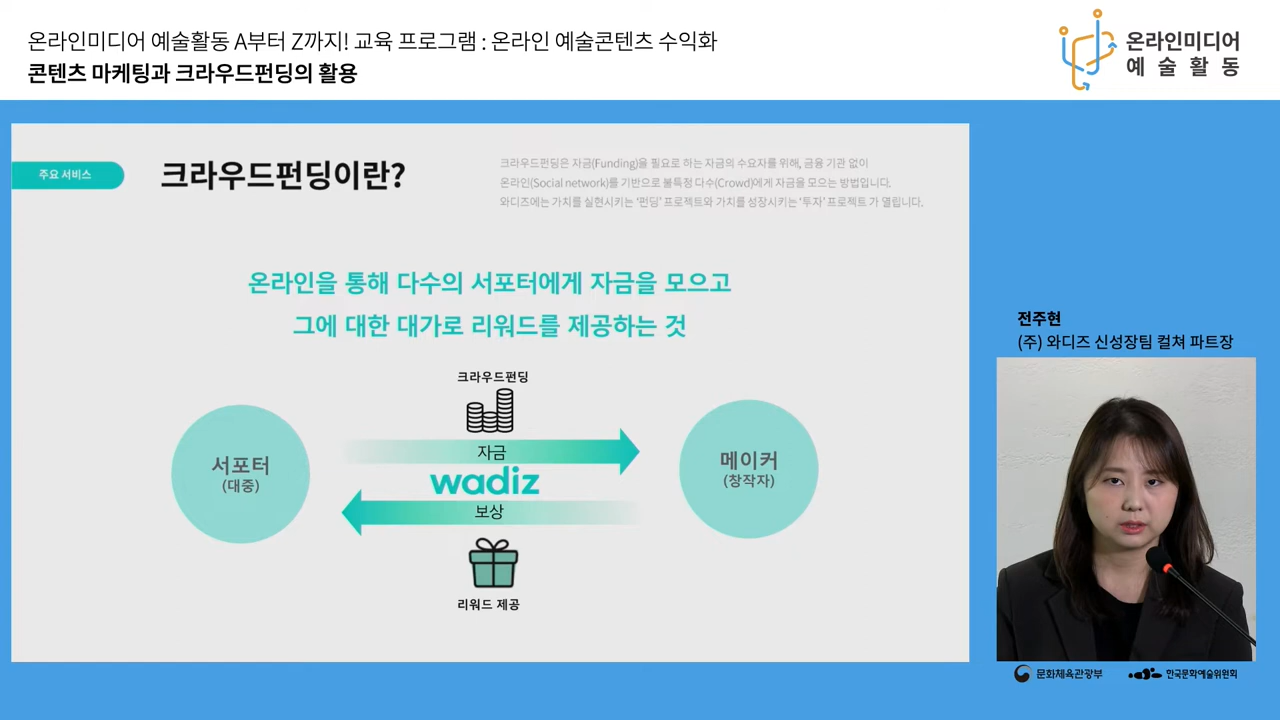 온라인미디어 예술활동 A부터 Z까지! 교육 프로그램 : 온라인 예술콘텐츠 수익화
콘텐츠 마케팅과 크라우드펀딩의 활용
온라인미디어
예술활동
주요 서비스
크라우드펀딩이란?
크라우드펀딩은 자금(Funding)을 필요로 하는 자금의 수요자를 위해, 금융 기관 없이
온라인(Social network)를 기반으로 불특정 다수(Crowd)에게 자금을 모으는 방법입니다.
와디즈에는 가치를 실현시키는 '펀딩' 프로젝트와 가치를 성장시키는 '투자' 프로젝트 가 열립니다.
온라인을 통해 다수의 서포터에게 자금을 모으고
그에 대한 대가로 리워드를 제공하는 것
크라우드펀딩
자금
wadiz
보상
리워드 제공
서포터
(대중)
메이커
(창작자)
전주현
(주) 와디즈 신성장팀 컬쳐 파트장
문화체육관광부
한국문화예술위원회